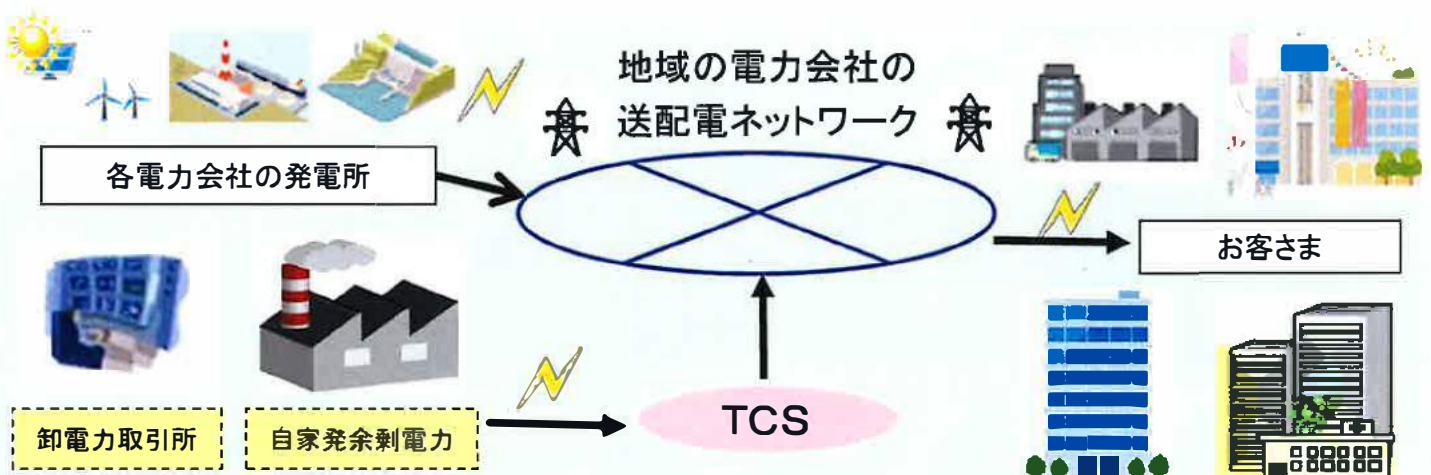 地域の電力会社の
送配電ネットワーク
各電力会社の発電所
お客さま
TCS
卸電力取引所
自家発余剰電力